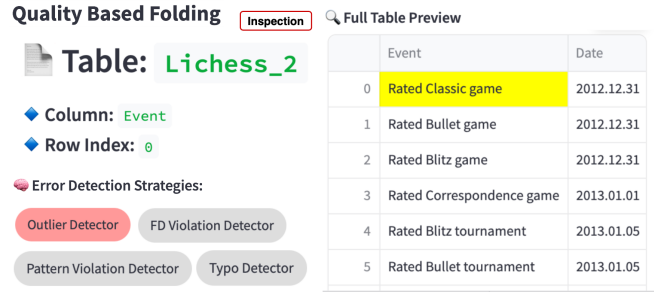 Quality Based Folding
Inspection
Table: Lichess_2
Column: Event
Row Index: 0
Error Detection Strategies:
Outlier Detector
FD Violation Detector
Pattern Violation Detector
Typo Detector
Full Table Preview
Event Date
0 Rated Classic game 2012.12.31
1 Rated Bullet game 2012.12.31
2 Rated Blitz game 2012.12.31
3 Rated Correspondence game 2013.01.01
4 Rated Blitz tournament 2013.01.05
5 Rated Bullet tournament 2013.01.05